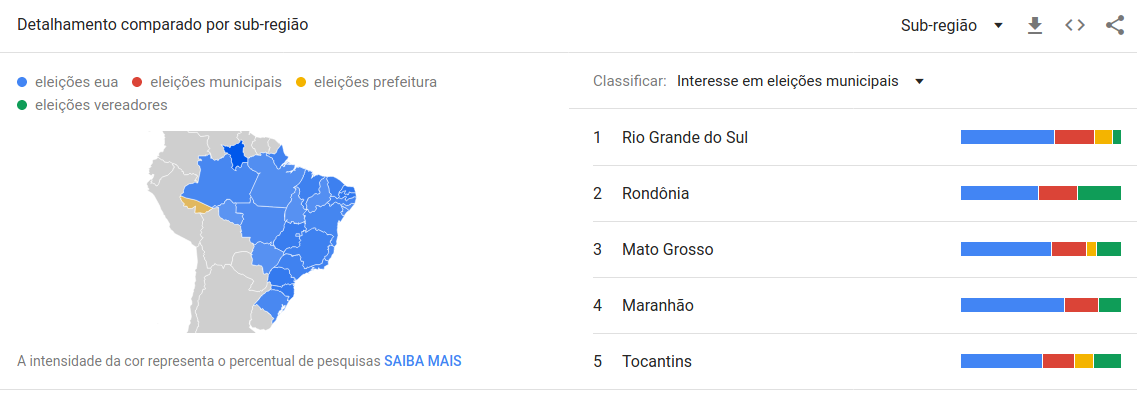 Detalhamento comparado por sub-região
Sub-região
eleições eua
eleições municipais
eleições prefeitura
eleições vereadores
A intensidade da cor representa o percentual de pesquisas SAIBA MAIS
Classificar: Interesse em eleições municipais
1 Rio Grande do Sul
2 Rondônia
3 Mato Grosso
4 Maranhão
5 Tocantins